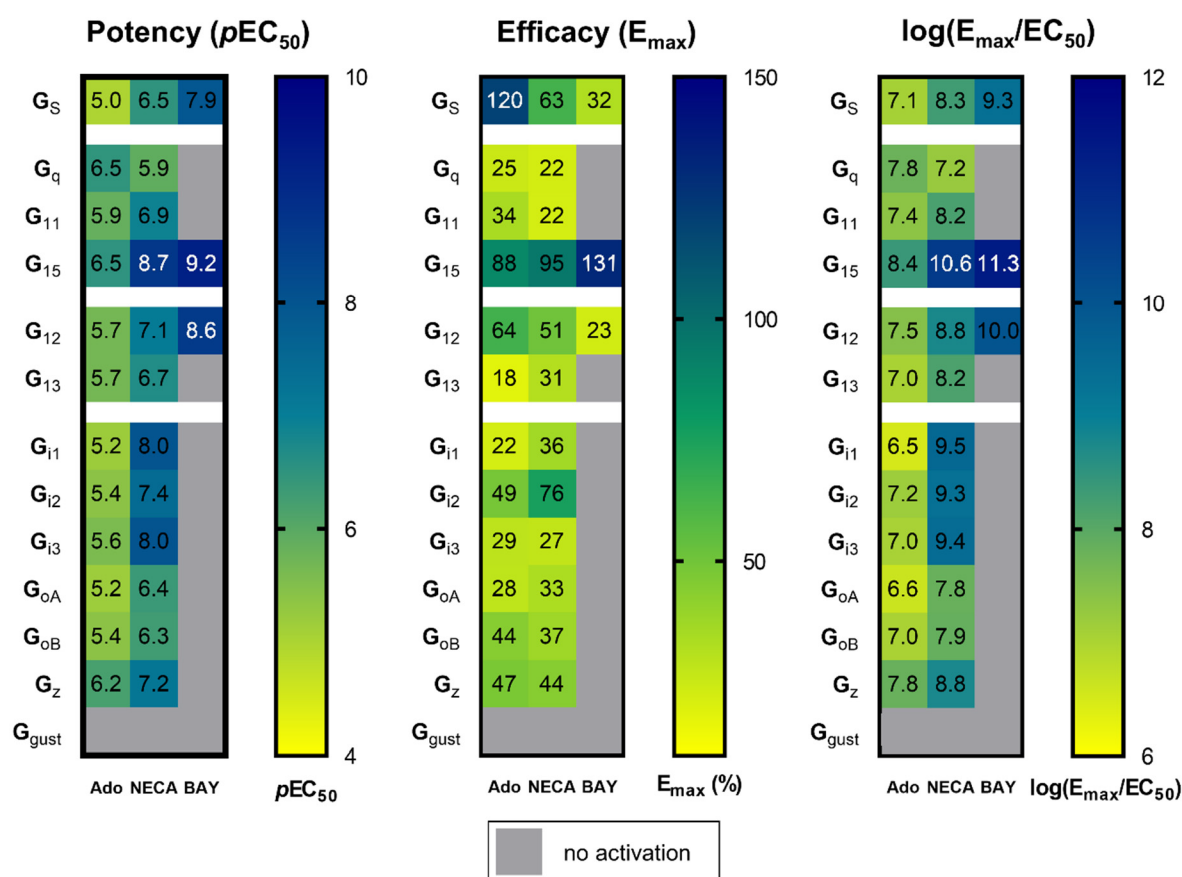 Potency (pEC50)
Efficacy (Emax)
log(Emax/EC50)
10
150
12
GS 5.0 6.5 7.9
GS 120 63 32
GS 7.1 8.3 9.3
Gq 6.5 5.9
Gq 25 22
Gq 7.8 7.2
G11 5.9 6.9
G11 34 22
G11 7.4 8.2
G15 6.5 8.7 9.2
G15 88 95 131
G15 8.4 10.6 11.3
8
100
10
G12 5.7 7.1 8.6
G12 64 51 23
G12 7.5 8.8 10.0
G13 5.7 6.7
G13 18 31
G13 7.0 8.2
Gi1 5.2 8.0
Gi1 22 36
Gi1 6.5 9.5
Gi2 5.4 7.4
Gi2 49 76
Gi2 7.2 9.3
6
50
8
Gi3 5.6 8.0
Gi3 29 27
Gi3 7.0 9.4
GoA 5.2 6.4
GoA 28 33
GoA 6.6 7.8
GoB 5.4 6.3
GoB 44 37
GoB 7.0 7.9
Gz 6.2 7.2
Gz 47 44
Gz 7.8 8.8
Ggust
Ggust
Ggust
4
6
Ado NECA BAY
pEC50
Ado NECA BAY
Emax (%)
Ado NECA BAY
log(Emax/EC50)
no activation